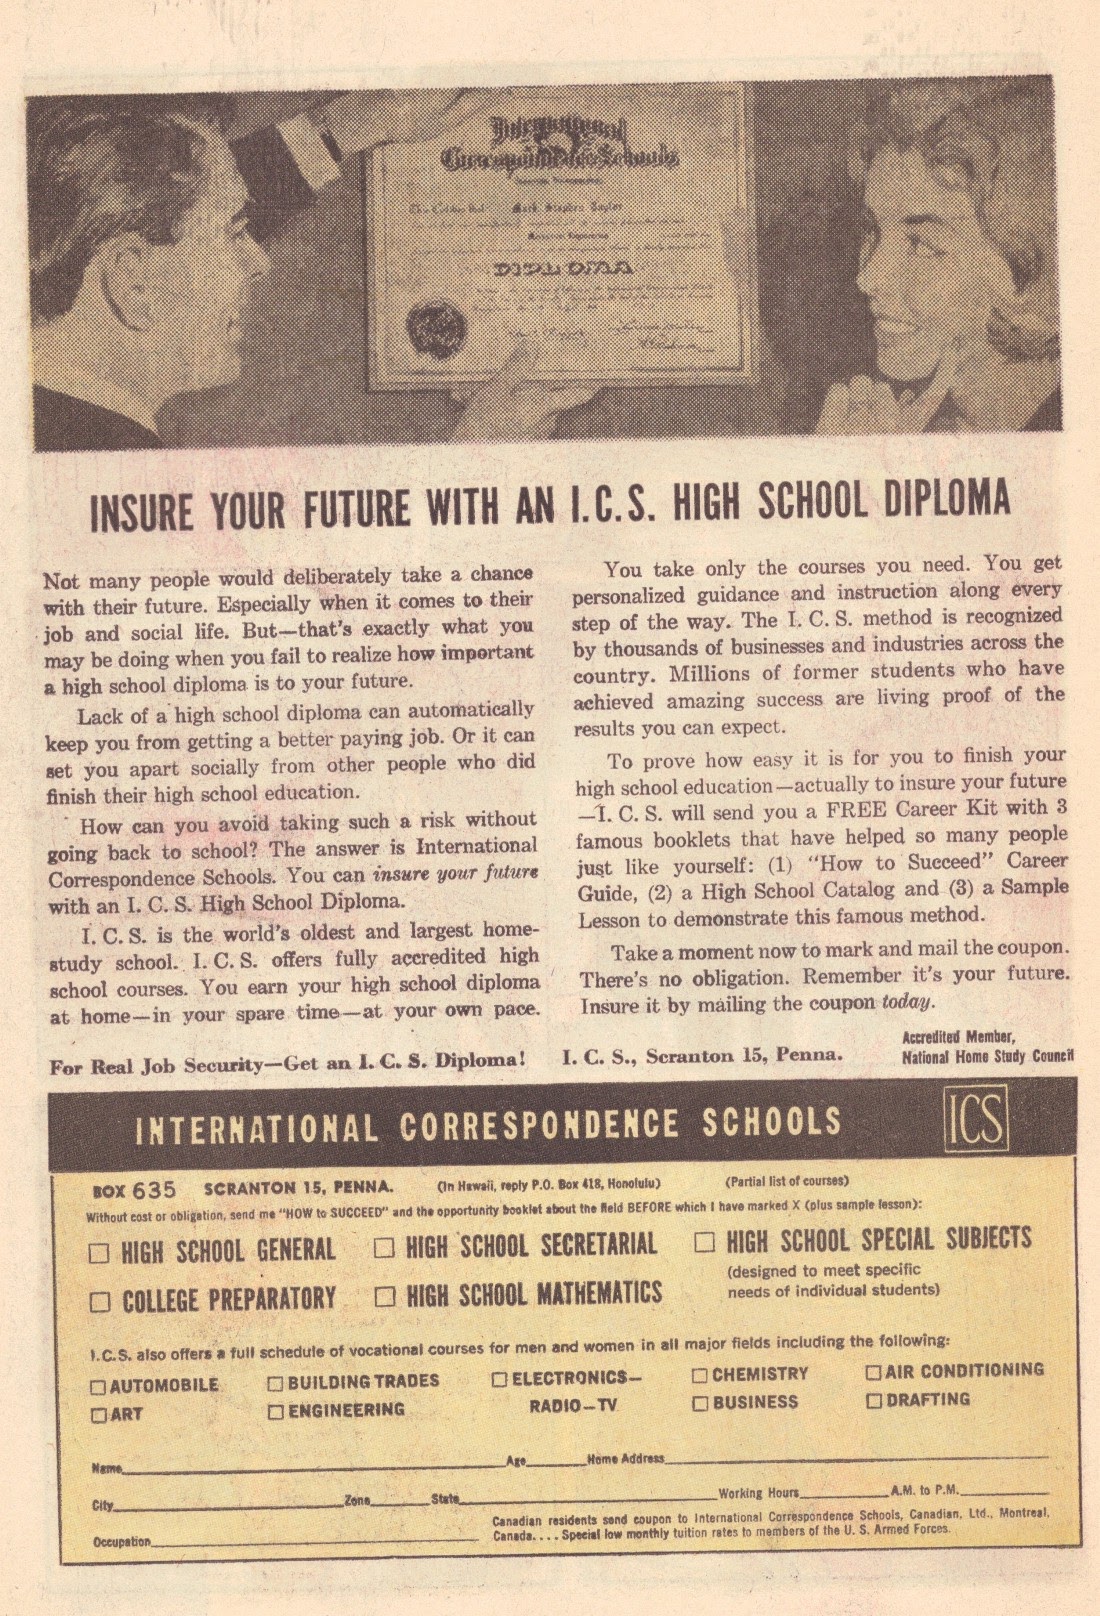 International
Correspondence Schools
Mark Stephen Taylor
DIPLOMA
INSURE YOUR FUTURE WITH AN I.C.S. HIGH SCHOOL DIPLOMA
Not many people would deliberately take a chance
with their future. Especially when it comes to their
job and social life. But—that's exactly what you
may be doing when you fail to realize how important
a high school diploma is to your future.
Lack of a high school diploma can automatically
keep you from getting a better paying job. Or it can
set you apart socially from other people who did
finish their high school education.
How can you avoid taking such a risk without
going back to school? The answer is International
Correspondence Schools. You can insure your future
with an I. C. S. High School Diploma.
I. C. S. is the world's oldest and largest home-
study school. I. C. S. offers fully accredited high
school courses. You earn your high school diploma
at home—in your spare time—at your own pace.
For Real Job Security—Get an I. C. S. Diploma!
You take only the courses you need. You get
personalized guidance and instruction along every
step of the way. The I. C. S. method is recognized
by thousands of businesses and industries across the
country. Millions of former students who have
achieved amazing success are living proof of the
results you can expect.
To prove how easy it is for you to finish your
high school education—actually to insure your future
—I. C. S. will send you a FREE Career Kit with 3
famous booklets that have helped so many people
just like yourself: (1) "How to Succeed" Career
Guide, (2) a High School Catalog and (3) a Sample
Lesson to demonstrate this famous method.
Take a moment now to mark and mail the coupon.
There's no obligation. Remember it's your future.
Insure it by mailing the coupon today.
I. C. S., Scranton 15, Penna.
Accredited Member,
National Home Study Council
INTERNATIONAL CORRESPONDENCE SCHOOLS
ICS
BOX 635 SCRANTON 15, PENNA. (In Hawaii, reply P.O. Box 418, Honolulu) (Partial list of courses)
Without cost or obligation, send me "HOW to SUCCEED" and the opportunity booklet about the field BEFORE which I have marked X (plus sample lesson):
☐ HIGH SCHOOL GENERAL ☐ HIGH SCHOOL SECRETARIAL ☐ HIGH SCHOOL SPECIAL SUBJECTS
(designed to meet specific
needs of individual students)
☐ COLLEGE PREPARATORY ☐ HIGH SCHOOL MATHEMATICS
I.C.S. also offers a full schedule of vocational courses for men and women in all major fields including the following:
☐ AUTOMOBILE ☐ BUILDING TRADES ☐ ELECTRONICS— ☐ CHEMISTRY ☐ AIR CONDITIONING
☐ ART ☐ ENGINEERING RADIO—TV ☐ BUSINESS ☐ DRAFTING
Name Age Home Address
City Zone State Working Hours A.M. to P.M.
Occupation
Canadian residents send coupon to International Correspondence Schools, Canadian, Ltd., Montreal,
Canada. . . . Special low monthly tuition rates to members of the U. S. Armed Forces.